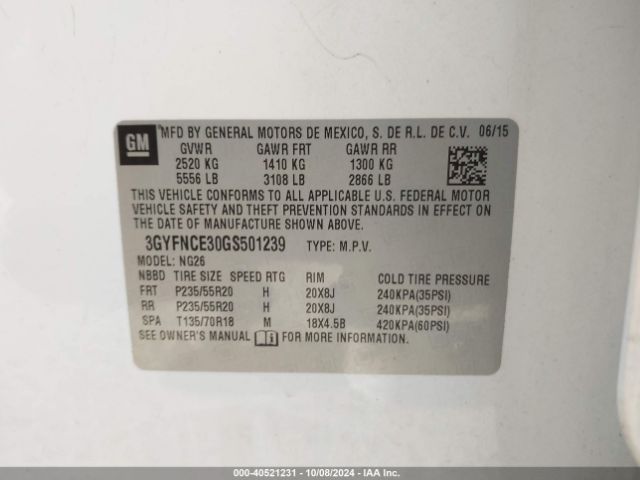 GM MFD BY GENERAL MOTORS DE MEXICO, S. DE R.L. DE C.V. 06/15
GVWR GAWR FRT GAWR RR
2520 KG 1410 KG 1300 KG
5556 LB 3108 LB 2866 LB
THIS VEHICLE CONFORMS TO ALL APPLICABLE U.S. FEDERAL MOTOR
VEHICLE SAFETY AND THEFT PREVENTION STANDARDS IN EFFECT ON
THE DATE OF MANUFACTURE SHOWN ABOVE.
3GYFNCE30GS501239 TYPE: M.P.V.
MODEL: NG26
NBBD TIRE SIZE SPEED RTG RIM COLD TIRE PRESSURE
FRT P235/55R20 H 20X8J 240KPA(35PSI)
RR P235/55R20 H 20X8J 240KPA(35PSI)
SPA T135/70R18 M 18X4.5B 420KPA(60PSI)
SEE OWNER'S MANUAL FOR MORE INFORMATION.
000-40521231 - 10/08/2024 - IAA Inc.